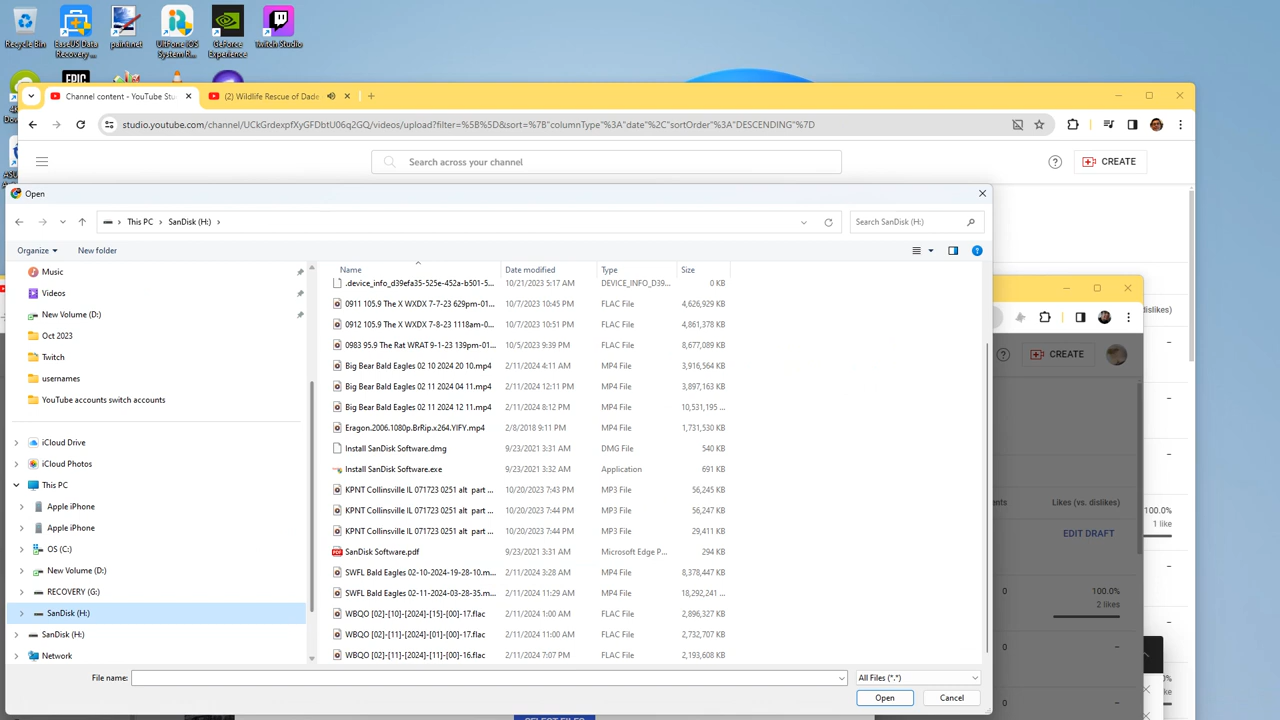 Recycle Bin
EaseUS Data Recovery ...
paint.net
UltFone iOS System R...
GeForce Experience
Twitch Studio
EPIC
Channel content - YouTube Stu
(2) Wildlife Rescue of Dade
studio.youtube.com/channel/UCkGrdexpfXyGFDbtU06q2GQ/videos/upload?filter=%5B%5D&sort=%7B"columnType"%3A"date"%2C"sortOrder"%3A"DESCENDING"%7D
Search across your channel
CREATE
Open
This PC > SanDisk (H:) >
Search SanDisk (H:)
Organize
New folder
Name
Date modified
Type
Size
Music
Videos
New Volume (D:)
Oct 2023
Twitch
usernames
YouTube accounts switch accounts
iCloud Drive
iCloud Photos
This PC
Apple iPhone
Apple iPhone
OS (C:)
New Volume (D:)
RECOVERY (G:)
SanDisk (H:)
SanDisk (H:)
Network
.device_info_d39efa35-525e-452a-b501-5... 10/21/2023 5:17 AM DEVICE_INFO_D39... 0 KB
0911 105.9 The X WXDX 7-7-23 629pm-01... 10/7/2023 10:45 PM FLAC File 4,626,929 KB
0912 105.9 The X WXDX 7-8-23 1118am-0... 10/7/2023 10:51 PM FLAC File 4,861,378 KB
0983 95.9 The Rat WRAT 9-1-23 139pm-01... 10/5/2023 9:39 PM FLAC File 8,677,089 KB
Big Bear Bald Eagles 02 10 2024 20 10.mp4 2/11/2024 4:11 AM MP4 File 3,916,564 KB
Big Bear Bald Eagles 02 11 2024 04 11.mp4 2/11/2024 12:11 PM MP4 File 3,897,163 KB
Big Bear Bald Eagles 02 11 2024 12 11.mp4 2/11/2024 8:12 PM MP4 File 10,531,195 ...
Eragon.2006.1080p.BrRip.x264.YIFY.mp4 2/8/2018 9:11 PM MP4 File 1,731,530 KB
Install SanDisk Software.dmg 9/23/2021 3:31 AM DMG File 540 KB
Install SanDisk Software.exe 9/23/2021 3:31 AM Application 691 KB
KPNT Collinsville IL 071723 0251 alt part ... 10/20/2023 7:43 PM MP3 File 56,245 KB
KPNT Collinsville IL 071723 0251 alt part ... 10/20/2023 7:44 PM MP3 File 56,247 KB
KPNT Collinsville IL 071723 0251 alt part ... 10/20/2023 7:44 PM MP3 File 29,411 KB
SanDisk Software.pdf 9/23/2021 3:31 AM Microsoft Edge P... 294 KB
SWFL Bald Eagles 02-10-2024-19-28-10.m... 2/11/2024 3:28 AM MP4 File 8,378,447 KB
SWFL Bald Eagles 02-11-2024-03-28-35.m... 2/11/2024 11:29 AM MP4 File 18,292,241 ...
WBQO [02]-[10]-[2024]-[15]-[00]-17.flac 2/11/2024 1:00 AM FLAC File 2,896,327 KB
WBQO [02]-[11]-[2024]-[01]-[00]-17.flac 2/11/2024 11:00 AM FLAC File 2,732,707 KB
WBQO [02]-[11]-[2024]-[11]-[00]-16.flac 2/11/2024 7:07 PM FLAC File 2,193,608 KB
File name:
All Files (*.*)
Open
Cancel
dislikes)
CREATE
ents
Likes (vs. dislikes)
EDIT DRAFT
100.0%
1 like
0
100.0%
2 likes
0
SELECT FILES